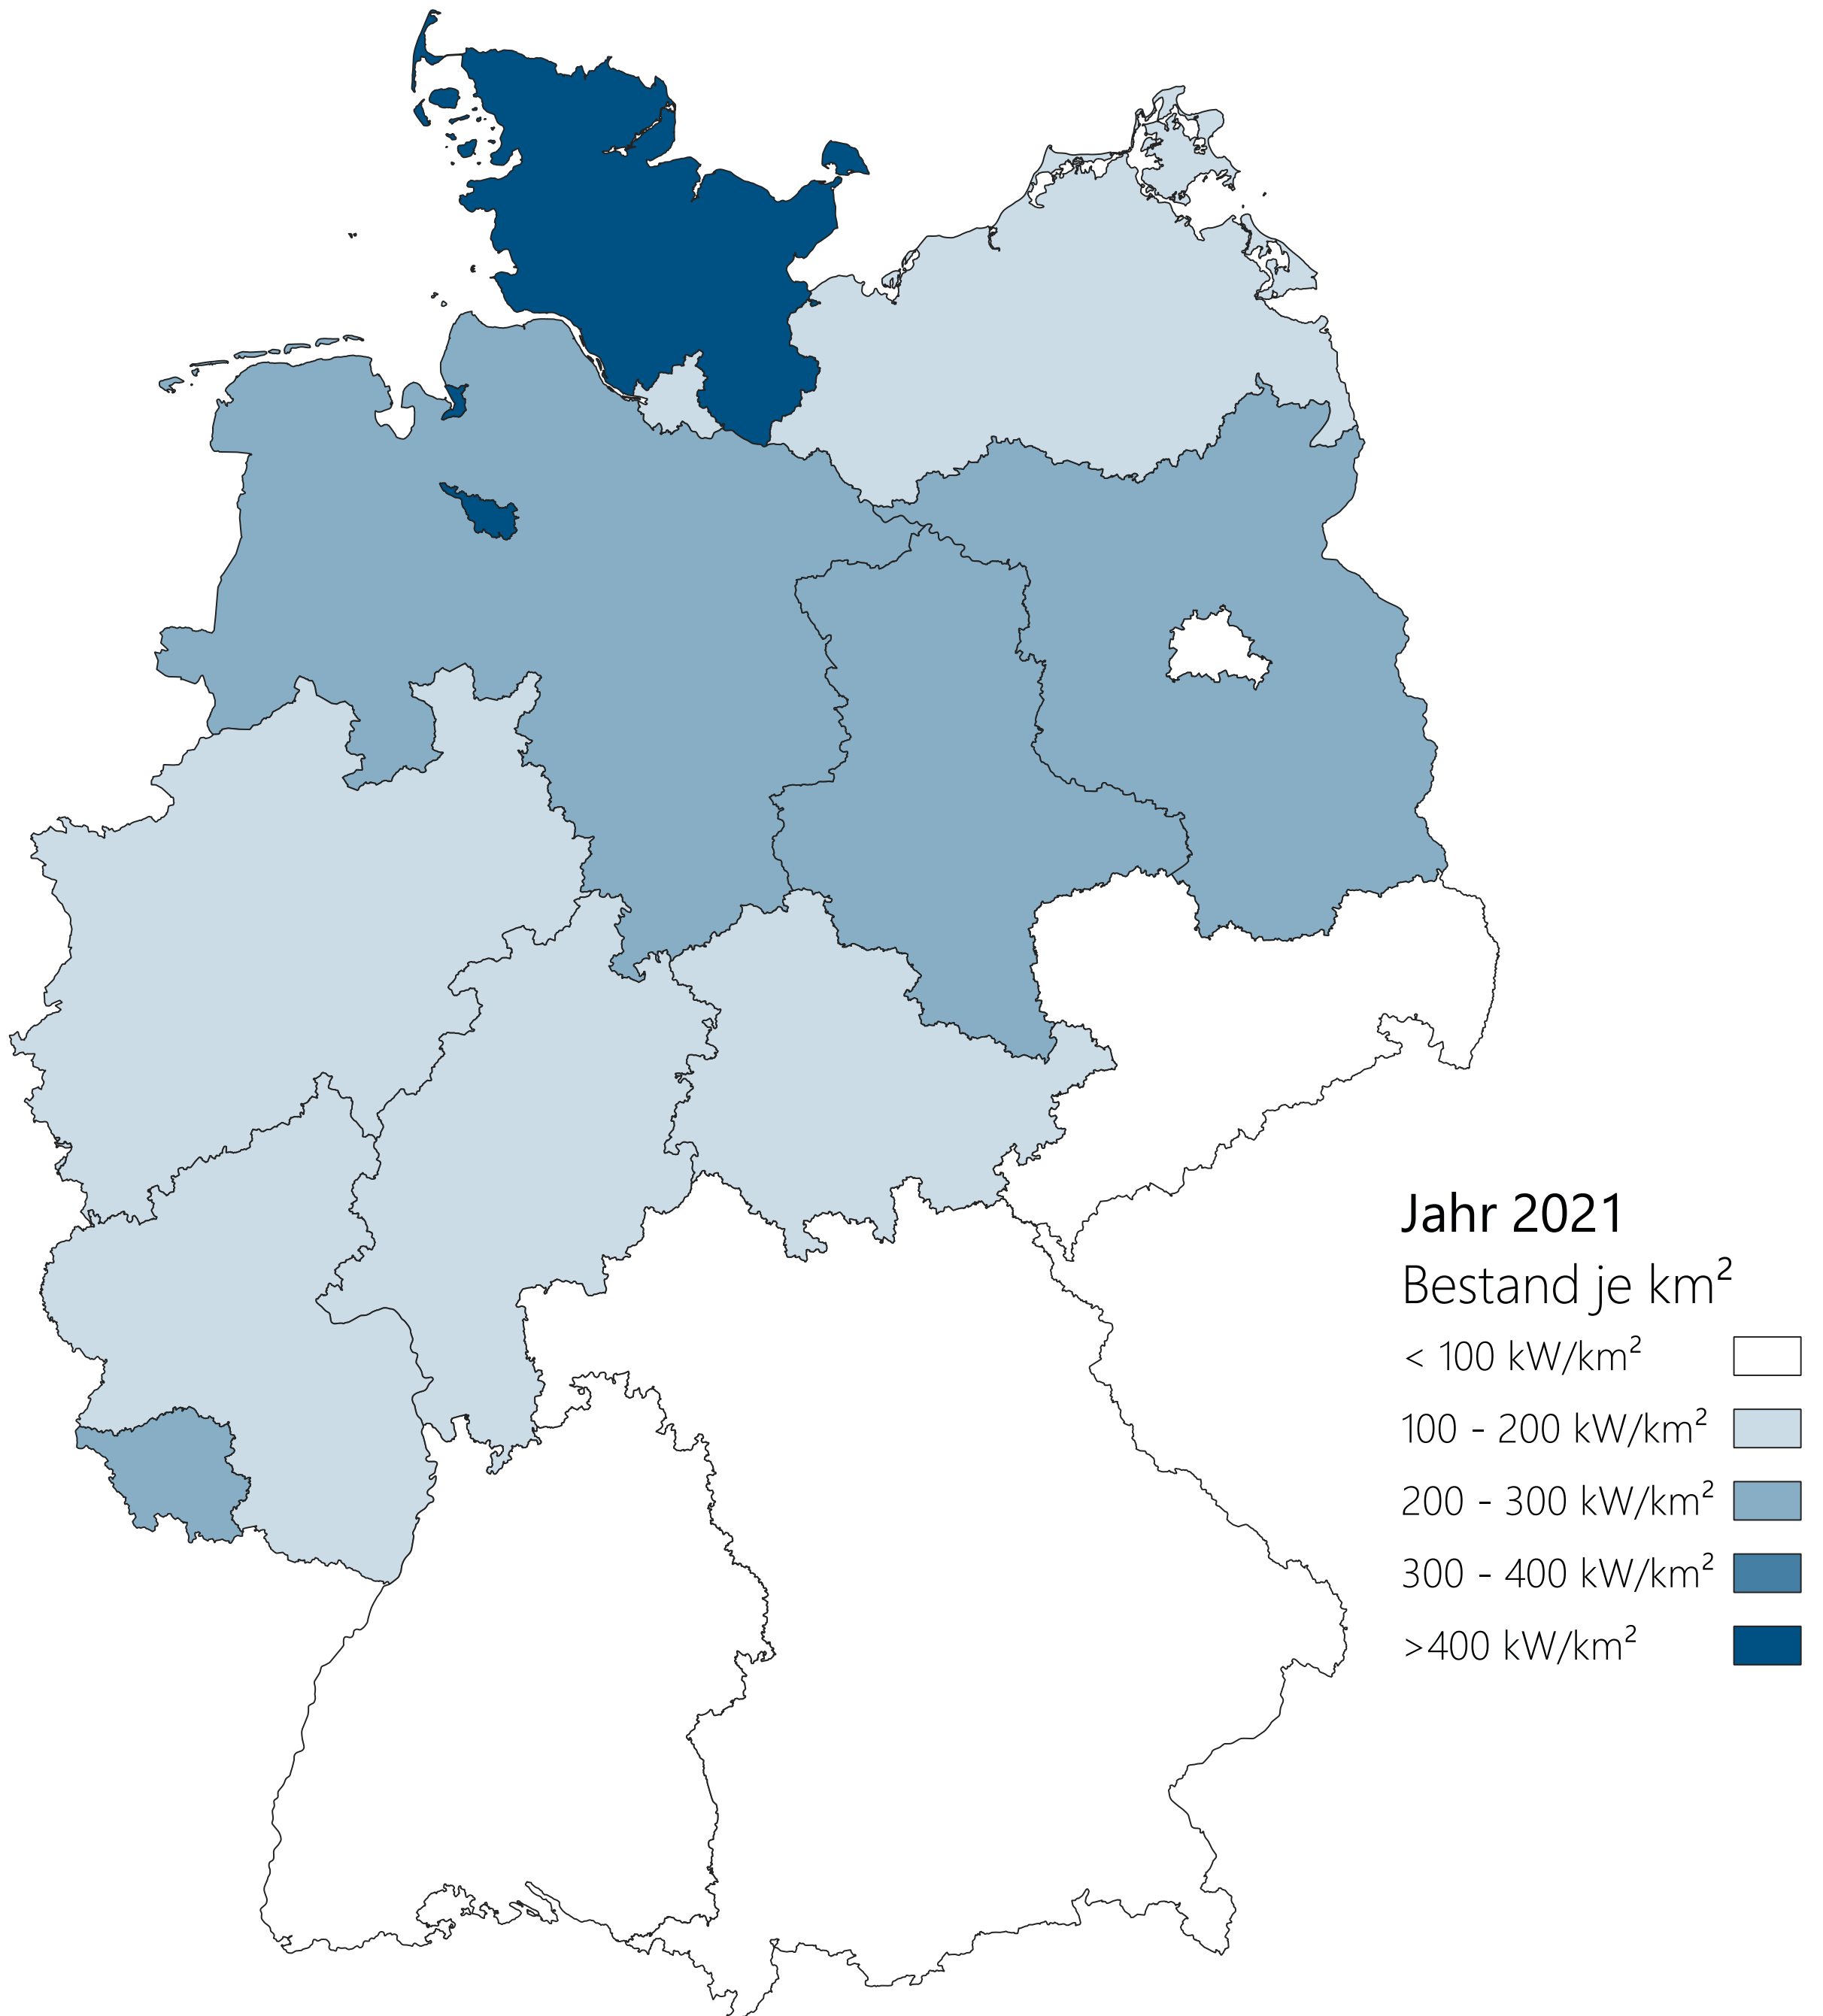 Jahr 2021
Bestand je km²
< 100 kW/km²
100 - 200 kW/km²
200 - 300 kW/km²
300 - 400 kW/km²
>400 kW/km²